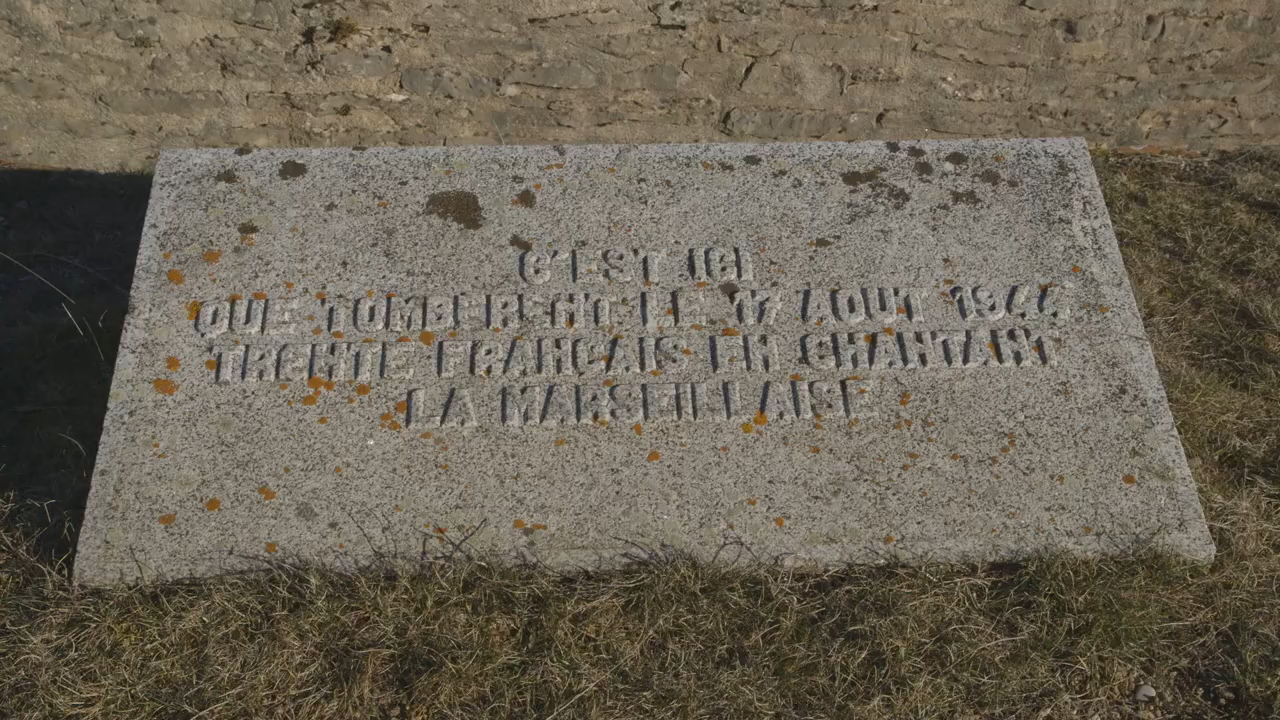 C'EST ICI
QUE TOMBERENT LE 17 AOUT 1944
TRENTE FRANCAIS EN CHANTANT
LA MARSEILLAISE